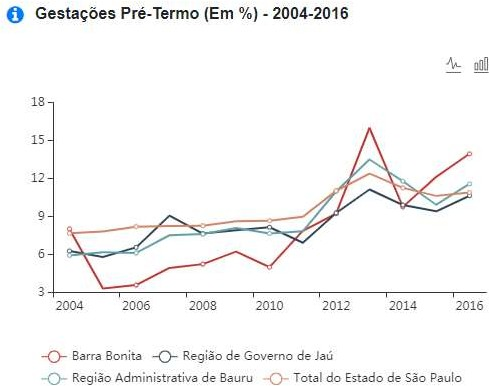 Gestações Pré-Termo (Em %) - 2004-2016
18
15
12
9
6
3
2004 2006 2008 2010 2012 2014 2016
Barra Bonita Região de Governo de Jaú
Região Administrativa de Bauru Total do Estado de São Paulo